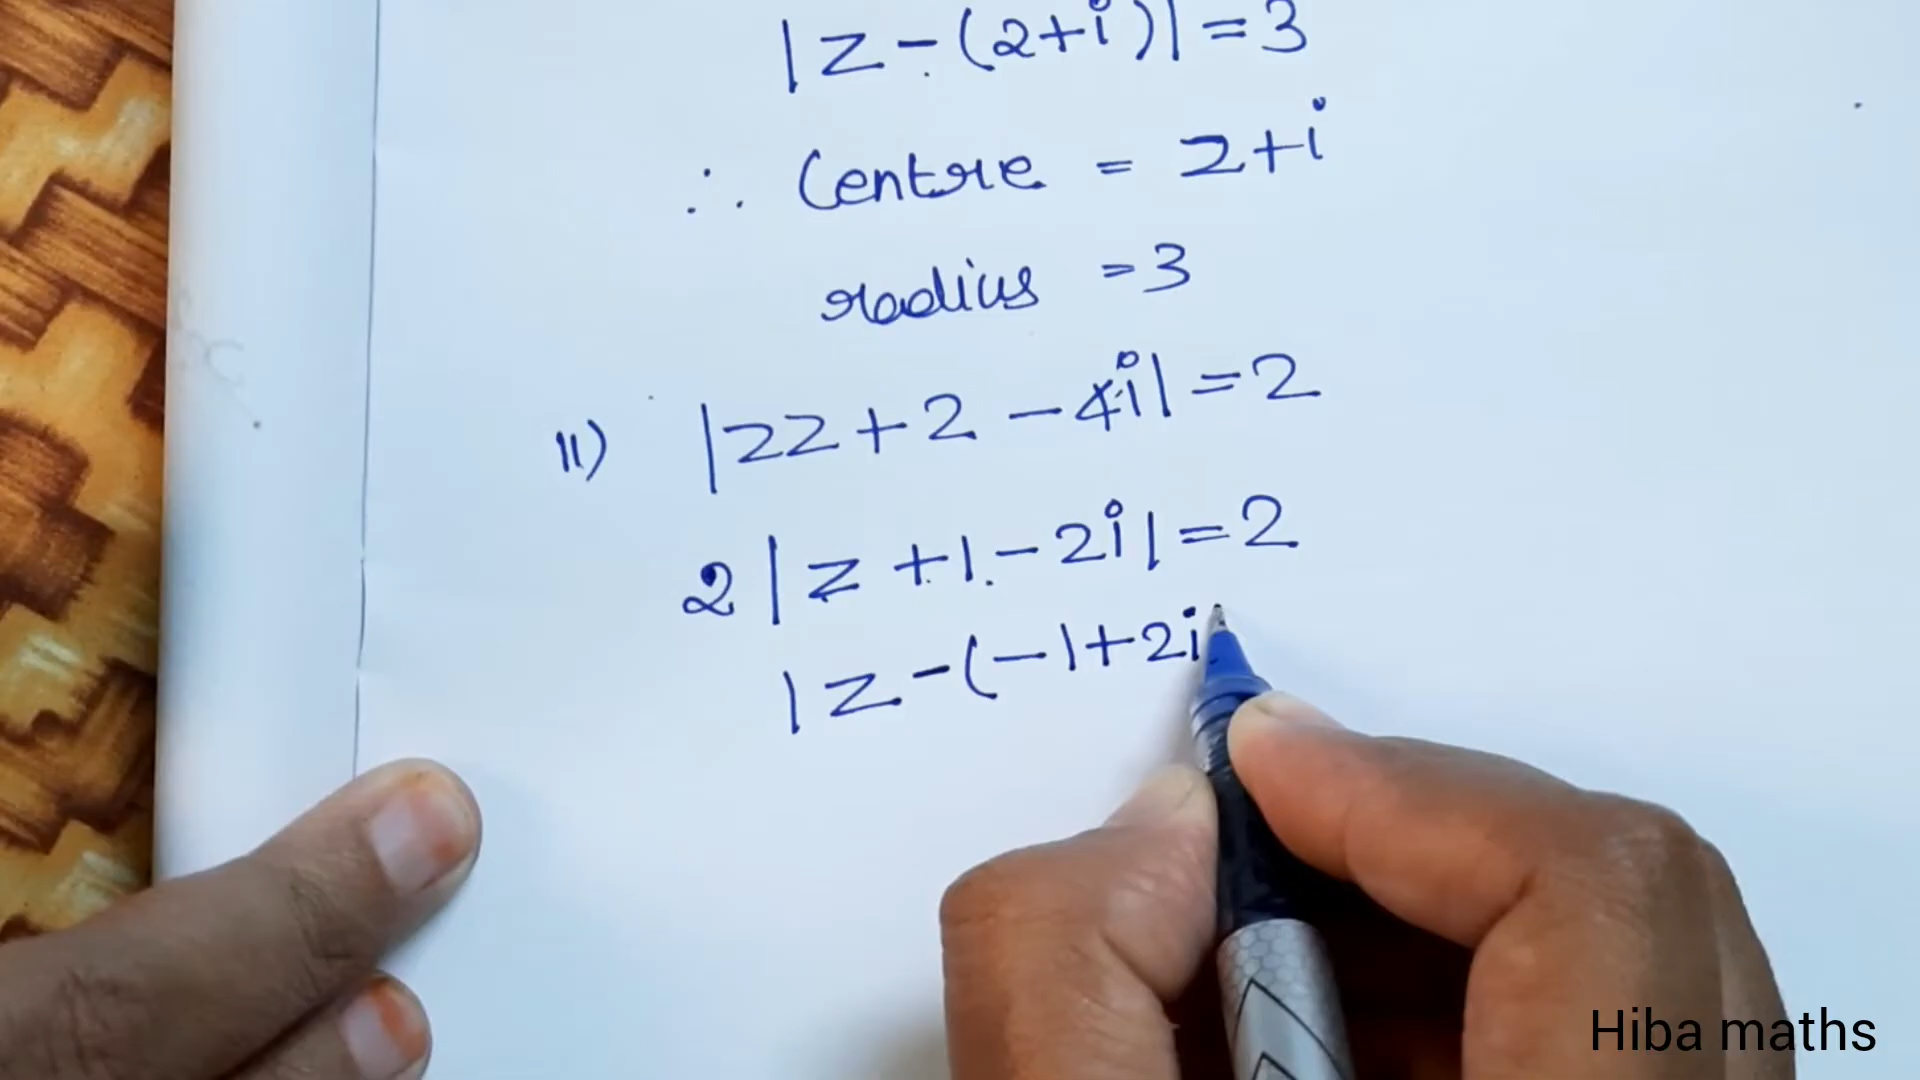 |z-(2+i)|=3
∴ Centre = 2+i
radius =3
II) |2z+2-4i|=2
2|z+1-2i|=2
|z-(-1+2i
Hiba maths